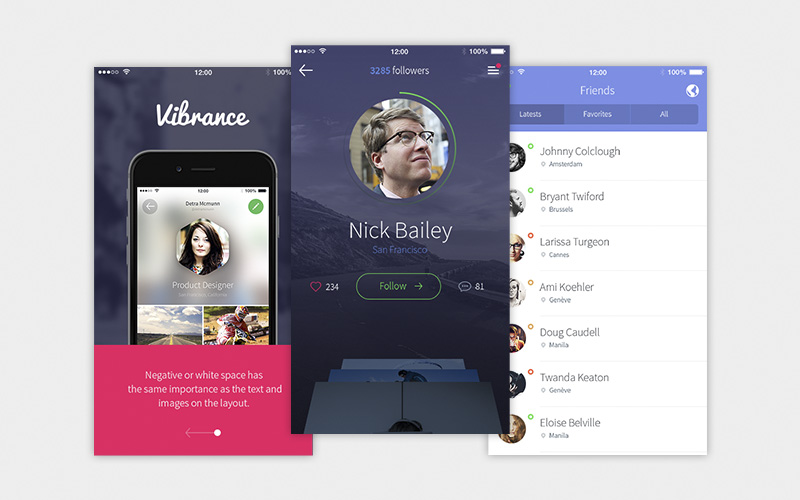 12:00
100%
Vibrance
12:00
100%
Detra Mcmunn
Product Designer
Negative or white space has
the same importance as the text and
images on the layout.
12:00
100%
3285 followers
Nick Bailey
San Francisco
234
Follow
81
12:00
100%
Friends
Latests Favorites All
Johnny Colclough
Amsterdam
Bryant Twiford
Brussels
Larissa Turgeon
Cannes
Ami Koehler
Genève
Doug Caudell
Manila
Twanda Keaton
Genève
Eloise Belville
Manila